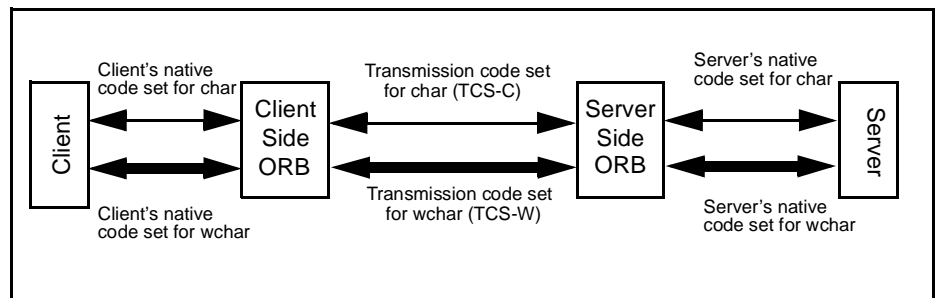 Client
Client's native
code set for char
Client's native
code set for wchar
Client
Side
ORB
Transmission code set
for char (TCS-C)
Transmission code set
for wchar (TCS-W)
Server
Side
ORB
Server's native
code set for char
Server's native
code set for wchar
Server